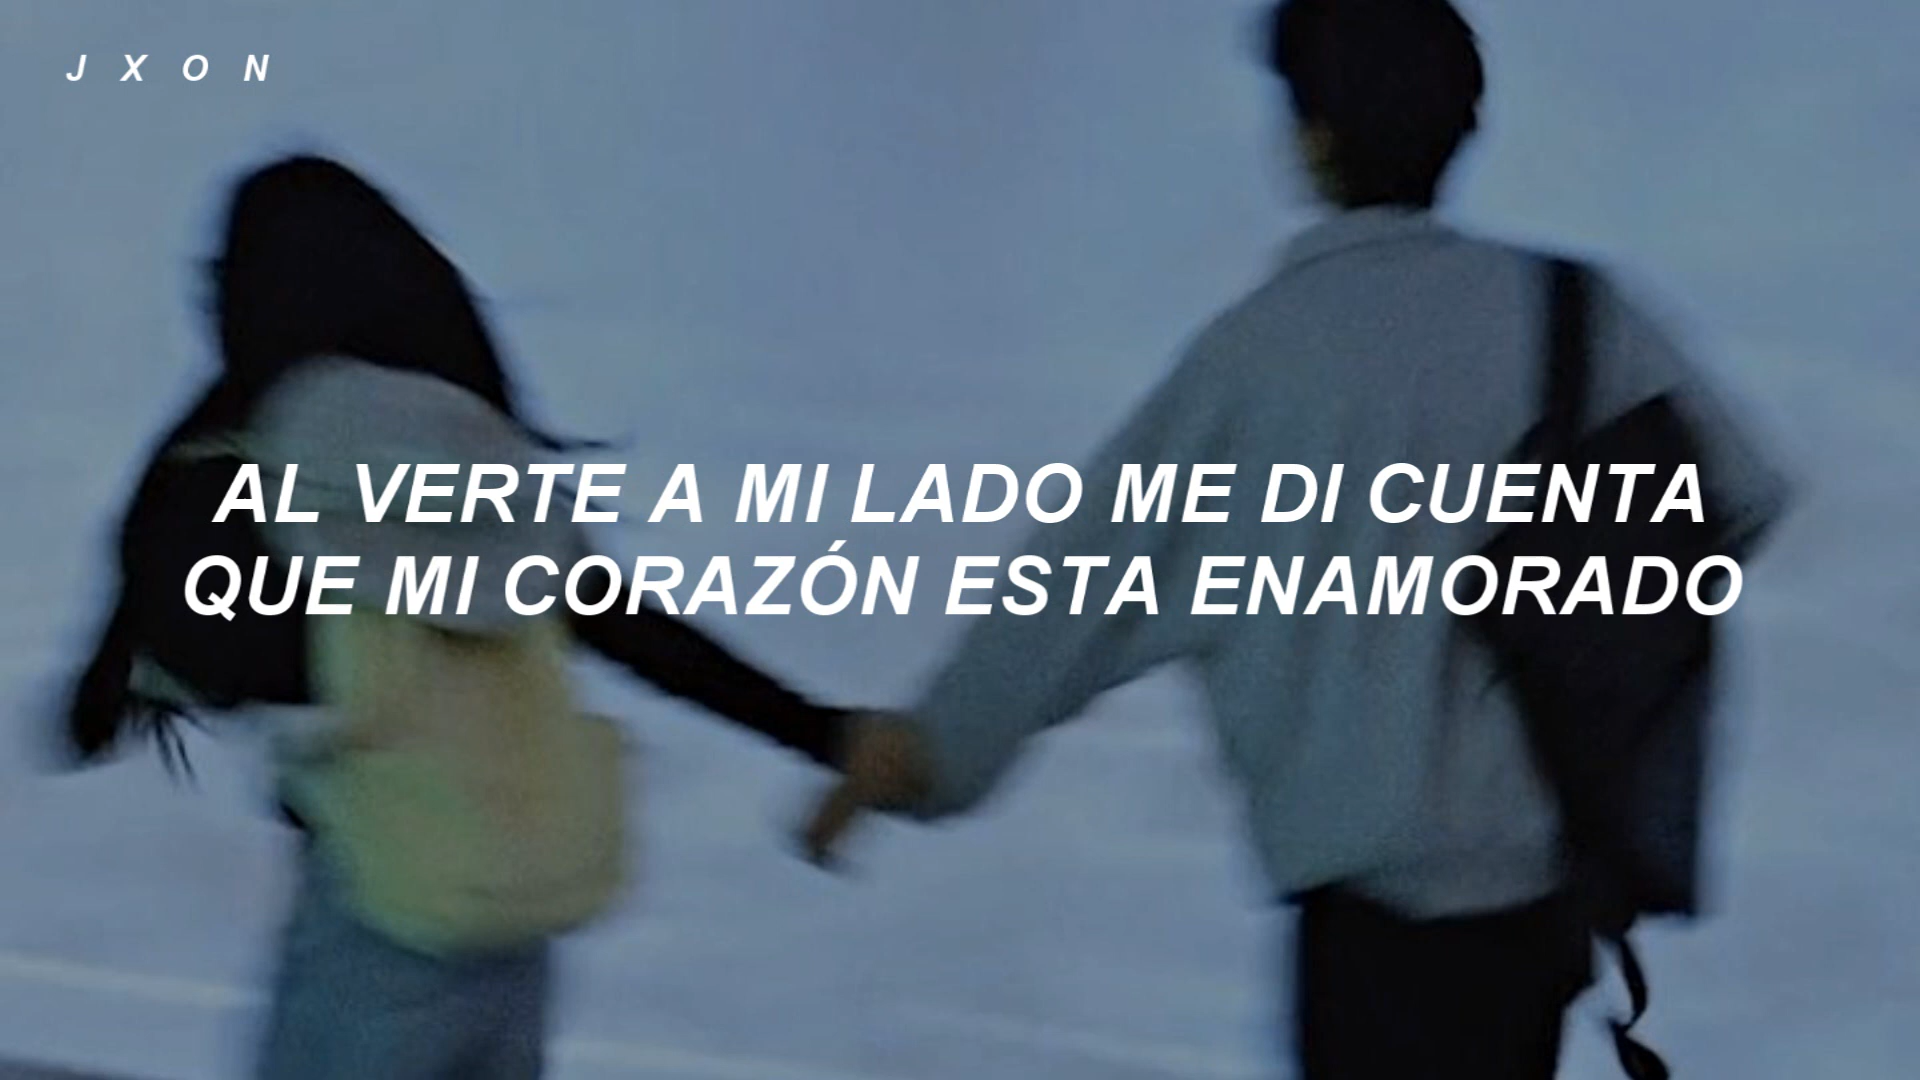 J X O N
AL VERTE A MI LADO ME DI CUENTA
QUE MI CORAZÓN ESTA ENAMORADO